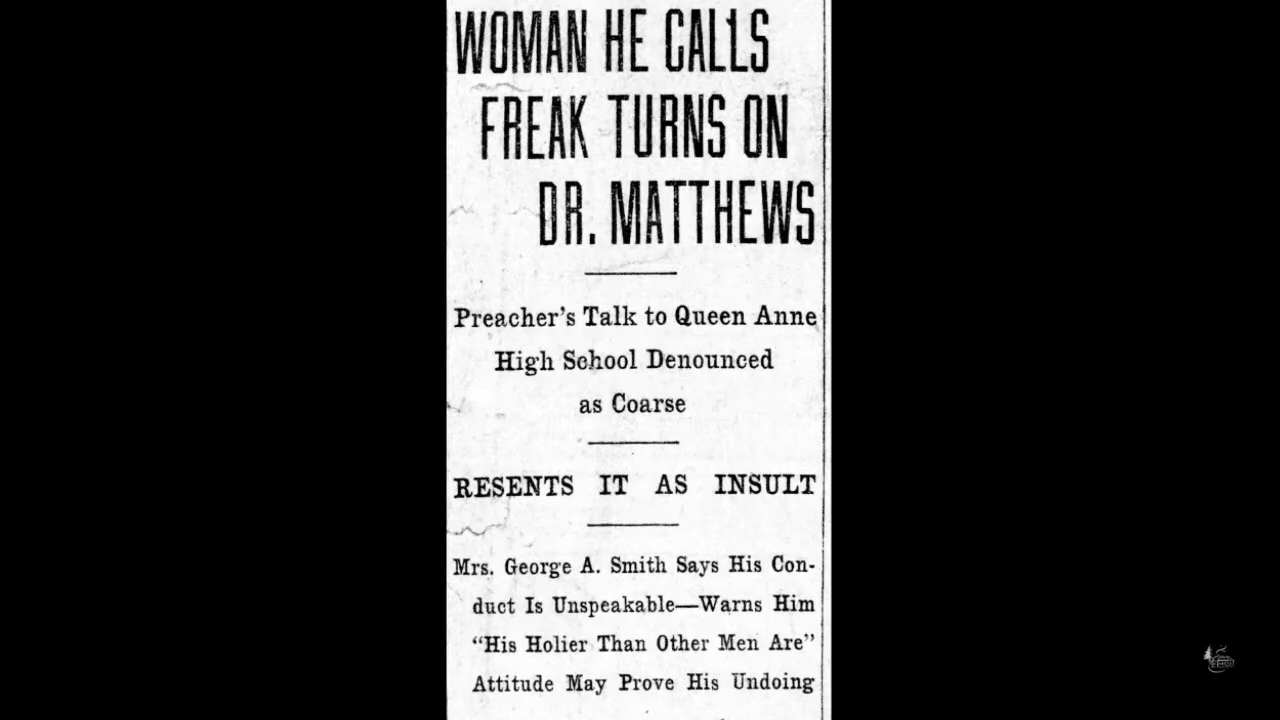 WOMAN HE CALLS
FREAK TURNS ON
DR. MATTHEWS
Preacher's Talk to Queen Anne
High School Denounced
as Coarse
RESENTS IT AS INSULT
Mrs. George A. Smith Says His Con-
duct Is Unspeakable—Warns Him
"His Holier Than Other Men Are"
Attitude May Prove His Undoing